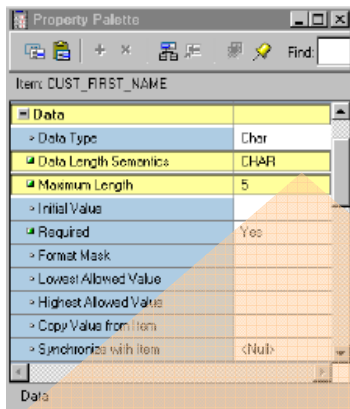 Property Palette
Find:
Item: CUST_FIRST_NAME
Data
Data Type Char
Data Length Semantics CHAR
Maximum Length 5
Initial Value
Required Yes
Format Mask
Lowest Allowed Value
Highest Allowed Value
Copy Value from Item
Synchronize with Item <Null>
Data